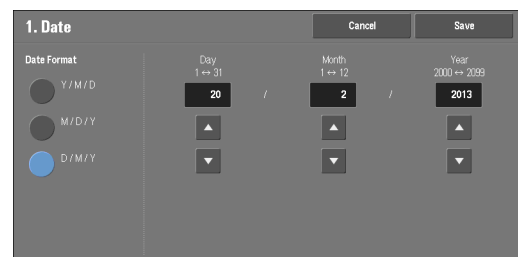 1. Date
Cancel
Save
Date Format
Y / M / D
M / D / Y
D / M / Y
Day
1 ↔ 31
20
/
Month
1 ↔ 12
2
/
Year
2000 ↔ 2099
2013